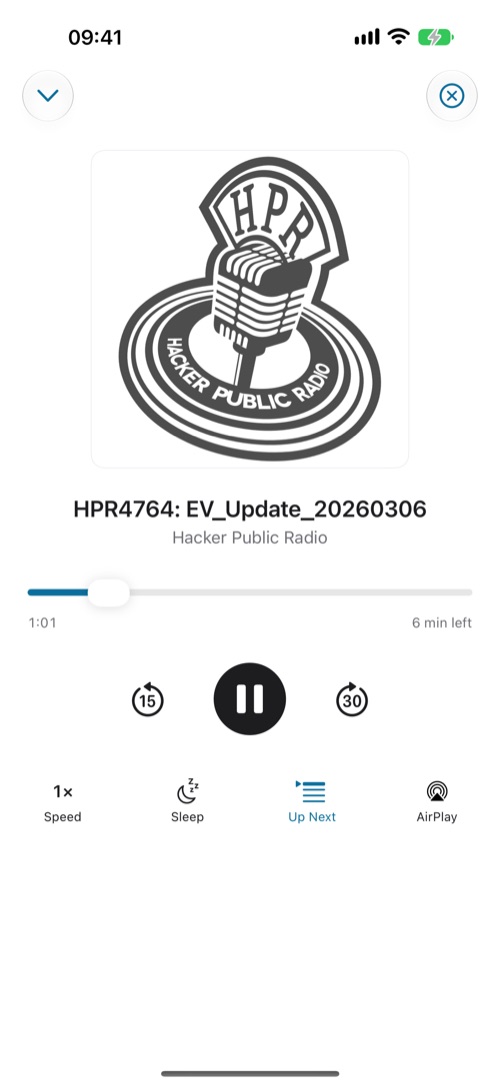 09:41
HPR
HACKER PUBLIC RADIO
HPR4764: EV_Update_20260306
Hacker Public Radio
1:01
6 min left
15
30
1×
Speed
zzz
Sleep
Up Next
AirPlay